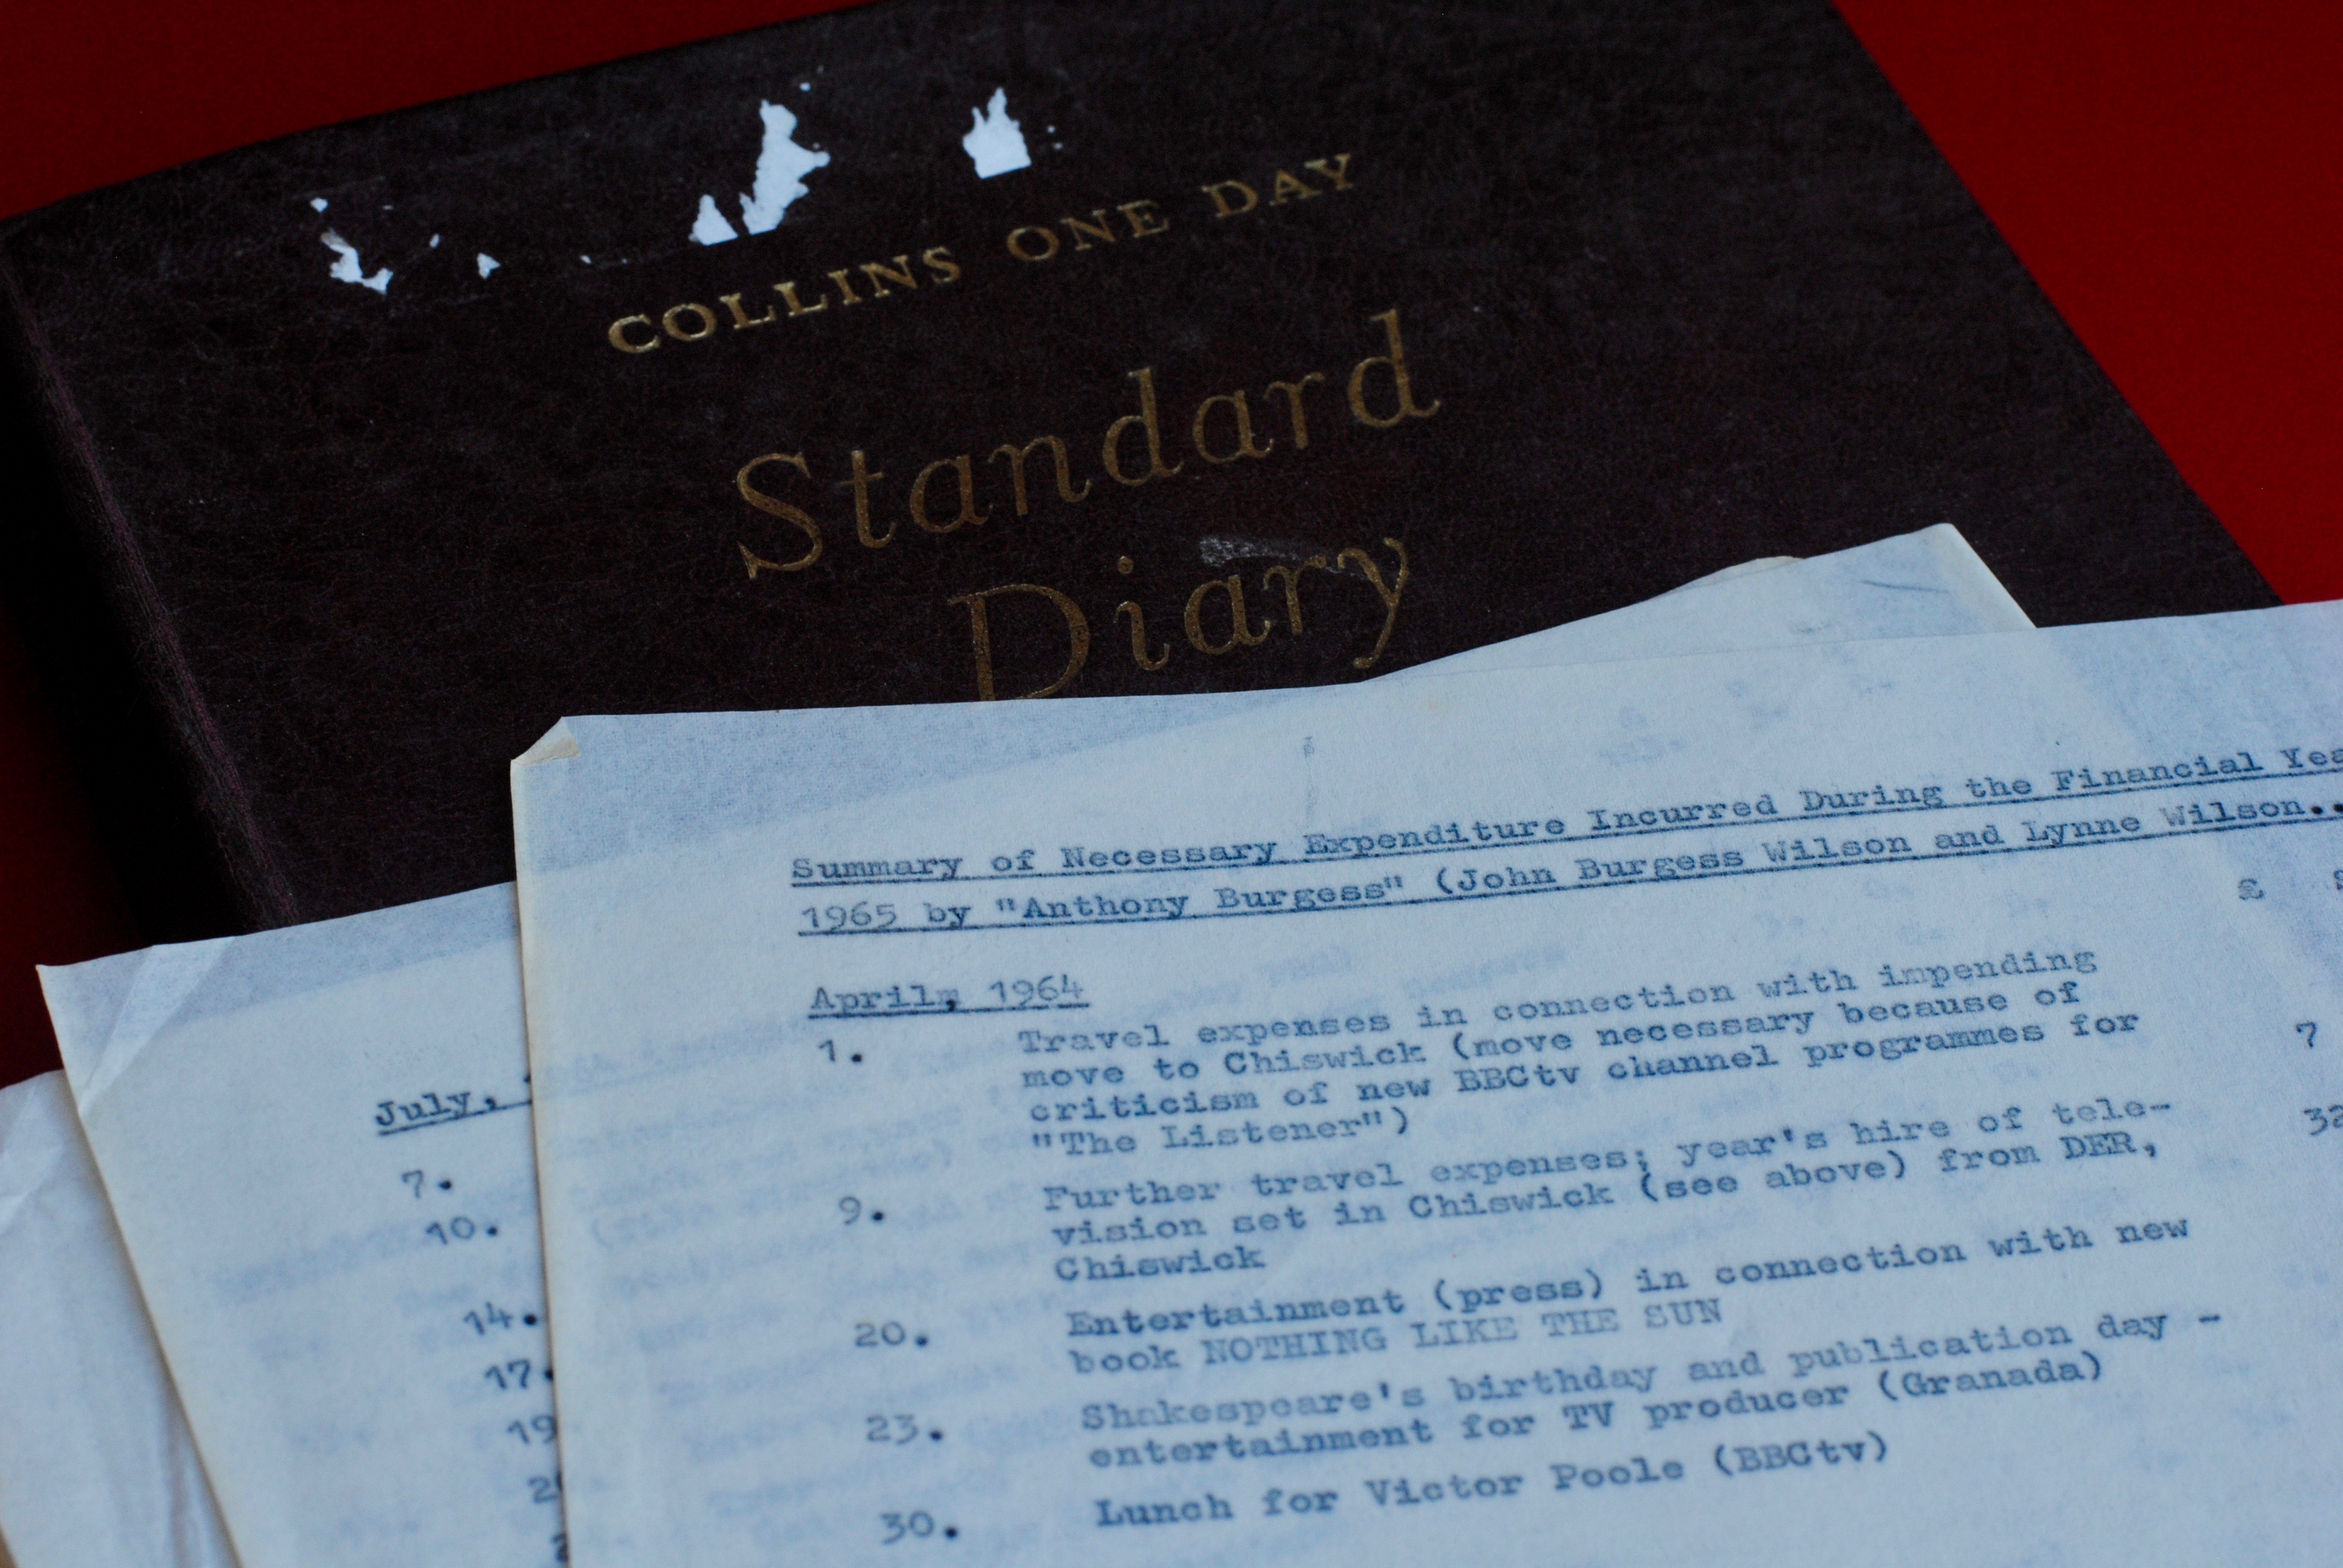 COLLINS ONE DAY
Standard
Diary
Summary of Necessary Expenditure Incurred During the Financial Yea
1965 by "Anthony Burgess" (John Burgess Wilson and Lynne Wilson..
£
April, 1964
1. Travel expenses in connection with impending
move to Chiswick (move necessary because of
criticism of new BBCtv channel programmes for
"The Listener") 7
9. Further travel expenses; year's hire of tele-
vision set in Chiswick (see above) from DER, 32
Chiswick
20. Entertainment (press) in connection with new
book NOTHING LIKE THE SUN
23. Shakespeare's birthday and publication day -
entertainment for TV producer (Granada)
30. Lunch for Victor Poole (BBCtv)
July,
7.
10.
14.
17.
19